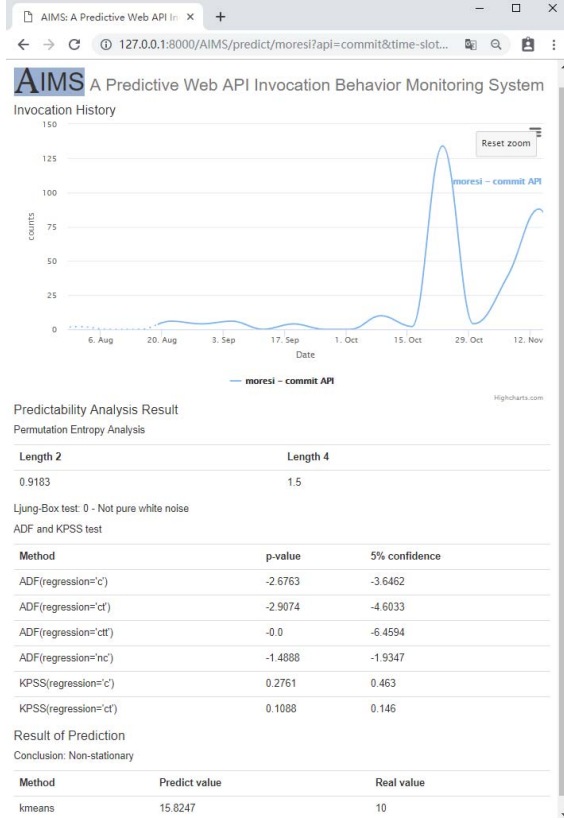 AIMS: A Predictive Web API In
127.0.0.1:8000/AIMS/predict/moresi?api=commit&time-slot...
AIMS A Predictive Web API Invocation Behavior Monitoring System
Invocation History
150
Reset zoom
125
moresi – commit API
100
counts
75
50
25
0
6. Aug 20. Aug 3. Sep 17. Sep 1. Oct 15. Oct 29. Oct 12. Nov
Date
moresi – commit API
Highcharts.com
Predictability Analysis Result
Permutation Entropy Analysis
Length 2 Length 4
0.9183 1.5
Ljung-Box test: 0 - Not pure white noise
ADF and KPSS test
Method p-value 5% confidence
ADF(regression='c') -2.6763 -3.6462
ADF(regression='ct') -2.9074 -4.6033
ADF(regression='ctt') -0.0 -6.4594
ADF(regression='nc') -1.4888 -1.9347
KPSS(regression='c') 0.2761 0.463
KPSS(regression='ct') 0.1088 0.146
Result of Prediction
Conclusion: Non-stationary
Method Predict value Real value
kmeans 15.8247 10